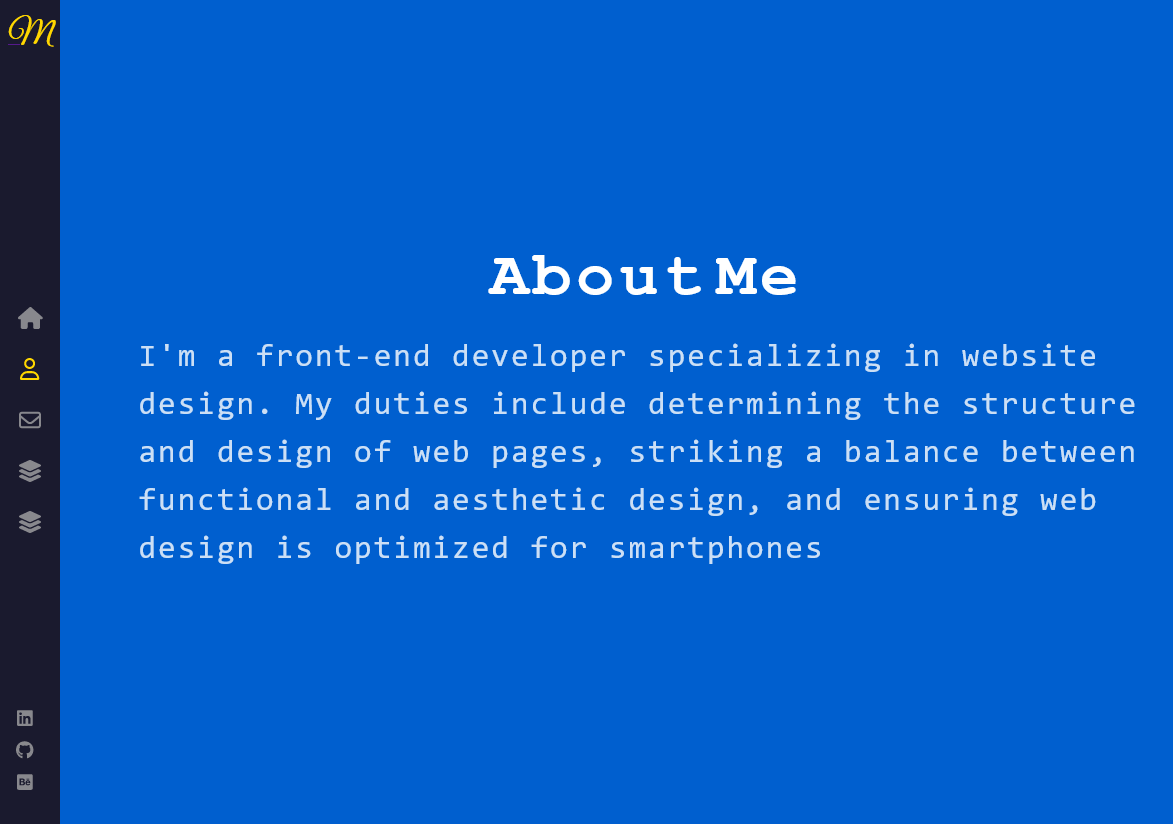 M
About Me
I'm a front-end developer specializing in website
design. My duties include determining the structure
and design of web pages, striking a balance between
functional and aesthetic design, and ensuring web
design is optimized for smartphones
in
Bē